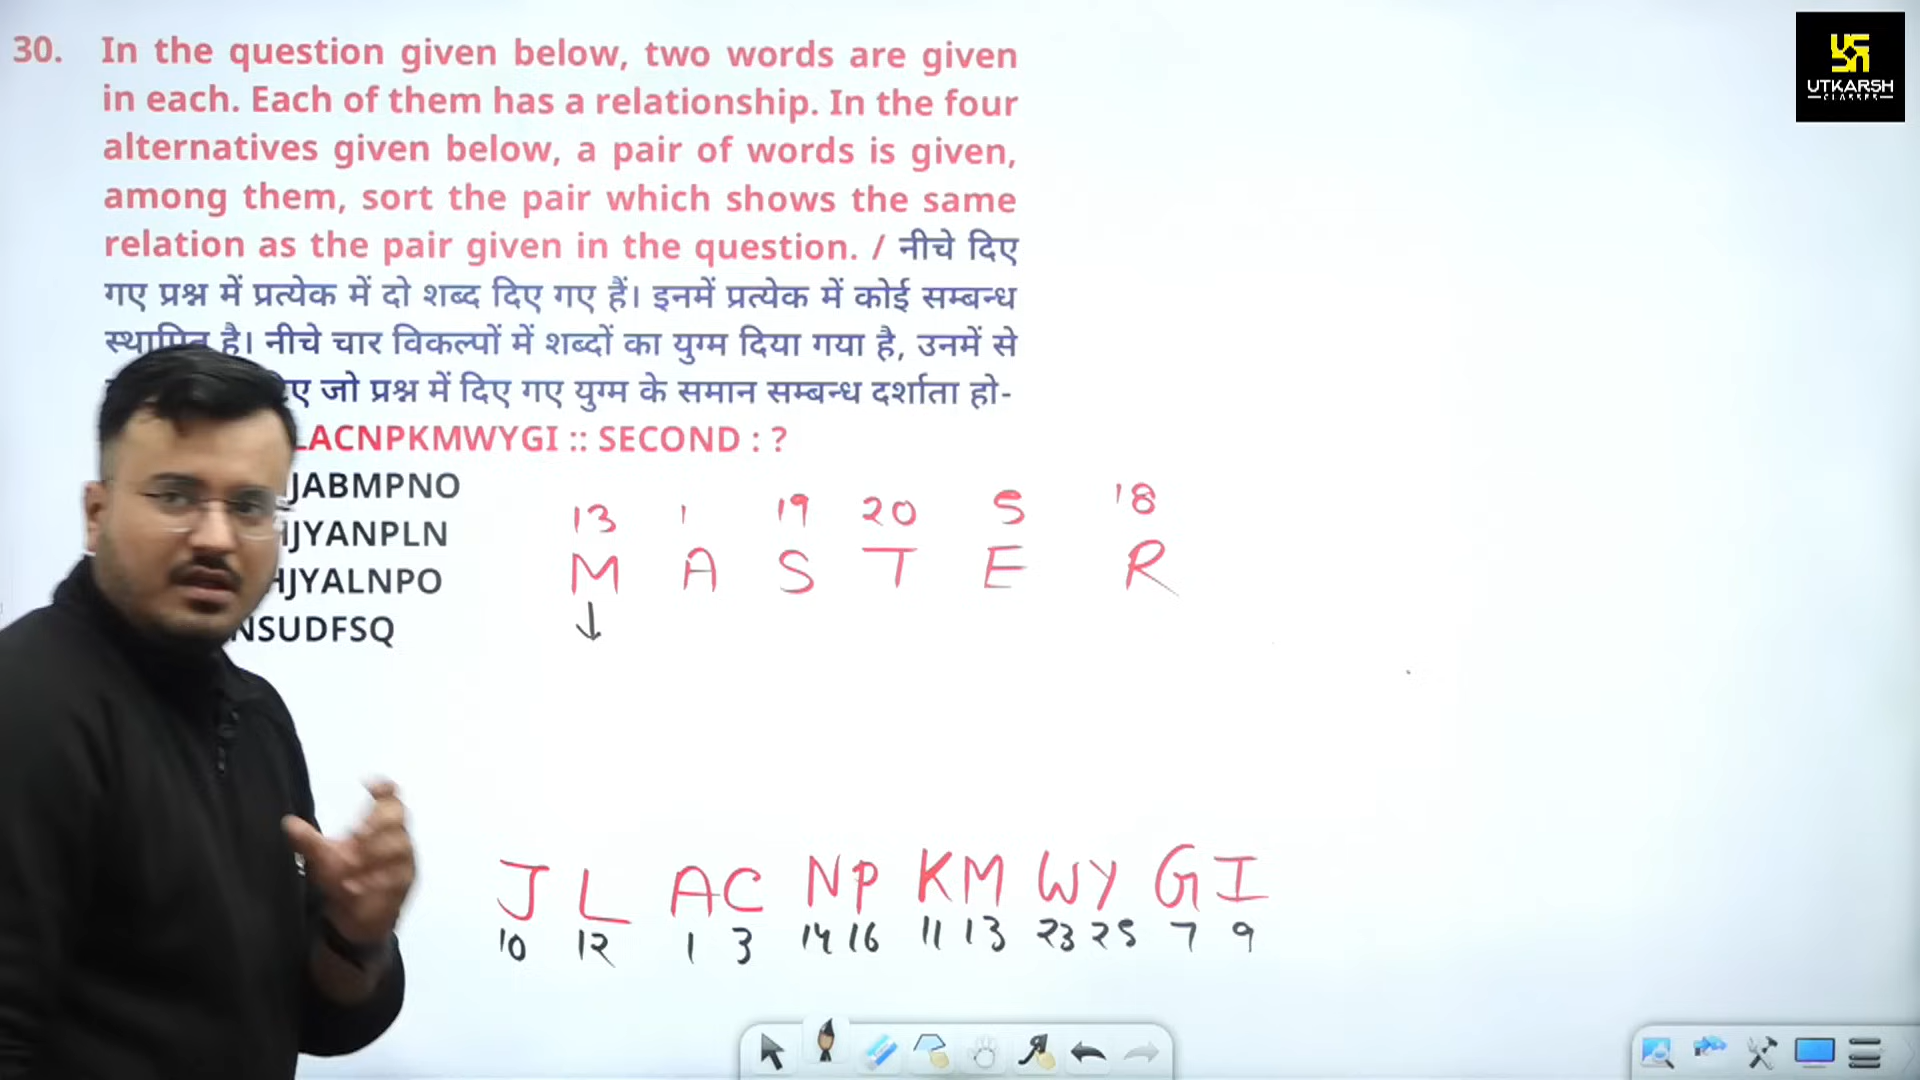 30. In the question given below, two words are given
in each. Each of them has a relationship. In the four
alternatives given below, a pair of words is given,
among them, sort the pair which shows the same
relation as the pair given in the question. / नीचे दिए
गए प्रश्न में प्रत्येक में दो शब्द दिए गए हैं। इनमें प्रत्येक में कोई सम्बन्ध
स्थापित है। नीचे चार विकल्पों में शब्दों का युग्म दिया गया है, उनमें से
जो प्रश्न में दिए गए युग्म के समान सम्बन्ध दर्शाता हो-
LACNPKMWYGI :: SECOND : ?
JABMPNO
HJYANPLN
HJYALNPO
NSUDFSQ
13 1 19 20 5 18
M A S T E R
J L A C N P K M W Y G I
10 12 1 3 14 16 11 13 23 25 7 9
UTKARSH
CLASSES